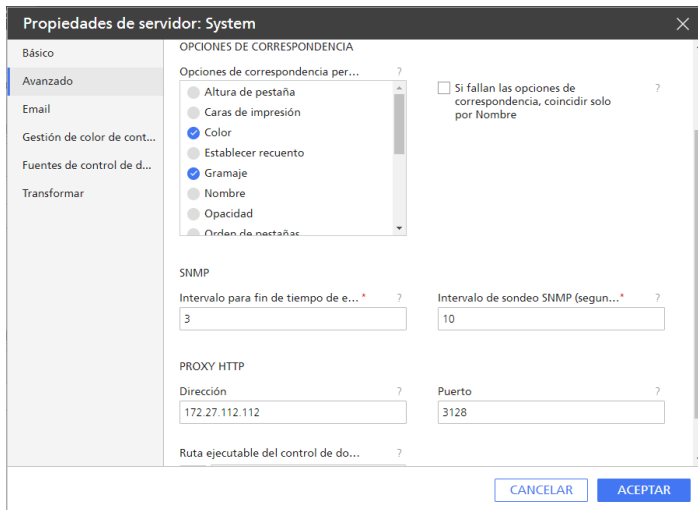 Propiedades de servidor: System
Básico
Avanzado
Email
Gestión de color de cont...
Fuentes de control de d...
Transformar
OPCIONES DE CORRESPONDENCIA
Opciones de correspondencia per... ?
Altura de pestaña
Caras de impresión
Color
Establecer recuento
Gramaje
Nombre
Opacidad
Orden de pestañas
Si fallan las opciones de ?
correspondencia, coincidir solo
por Nombre
SNMP
Intervalo para fin de tiempo de e... * ?
3
Intervalo de sondeo SNMP (segun...* ?
10
PROXY HTTP
Dirección ?
172.27.112.112
Puerto ?
3128
Ruta ejecutable del control de do... ?
CANCELAR
ACEPTAR